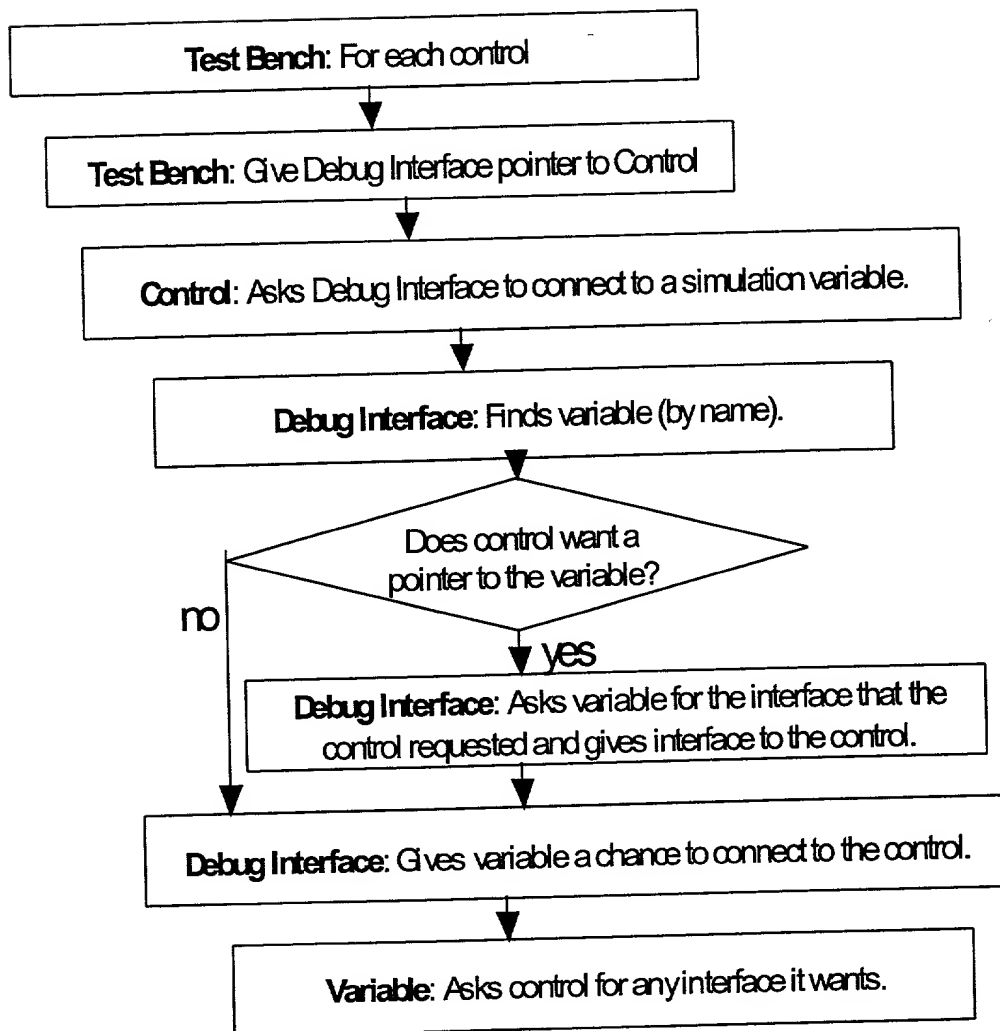 Test Bench: For each control
Test Bench: Give Debug Interface pointer to Control
Control: Asks Debug Interface to connect to a simulation variable.
Debug Interface: Finds variable (by name).
Does control want a
pointer to the variable?
no
yes
Debug Interface: Asks variable for the interface that the
control requested and gives interface to the control.
Debug Interface: Gives variable a chance to connect to the control.
Variable: Asks control for any interface it wants.